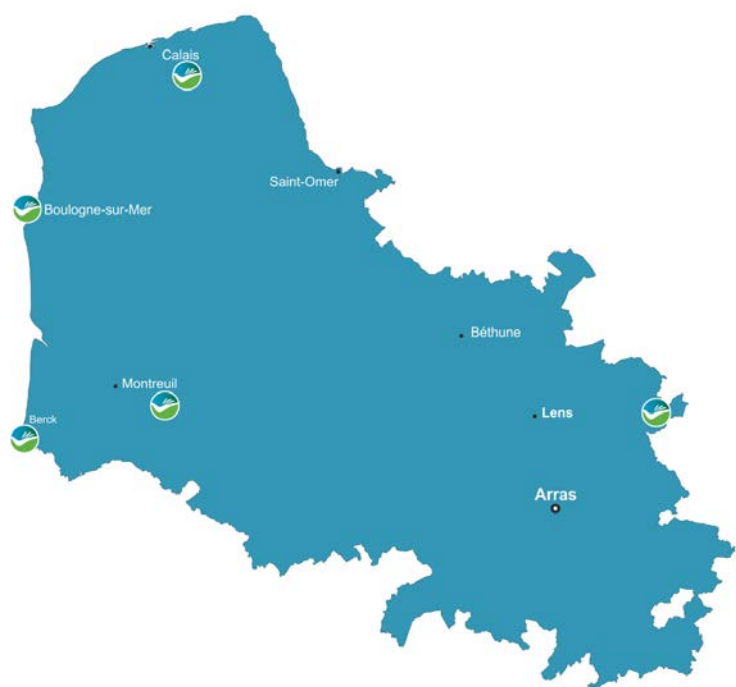 Calais
Saint-Omer
Boulogne-sur-Mer
Béthune
Montreuil
Lens
Berck
Arras